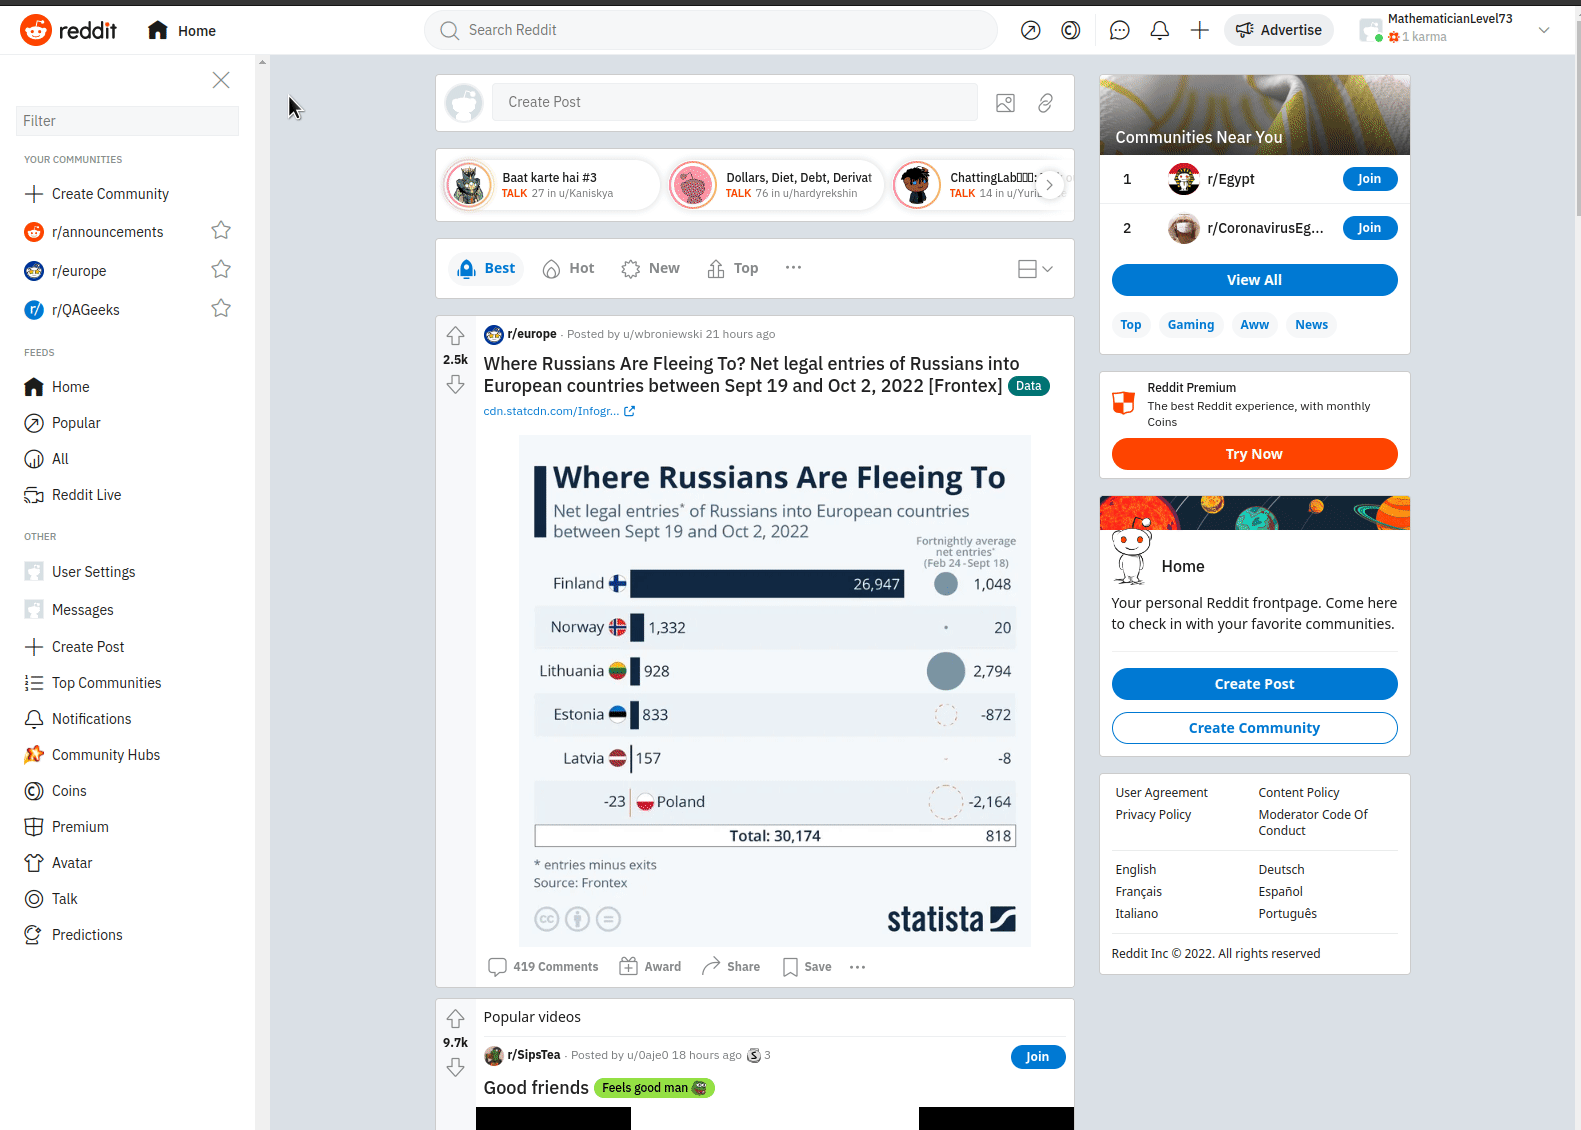 reddit
Home
Search Reddit
Advertise
MathematicianLevel73
1 karma
Filter
YOUR COMMUNITIES
Create Community
r/announcements
r/europe
r/QAGeeks
FEEDS
Home
Popular
All
Reddit Live
OTHER
User Settings
Messages
Create Post
Top Communities
Notifications
Community Hubs
Coins
Premium
Avatar
Talk
Predictions
Create Post
Baat karte hai #3
TALK 27 in u/Kaniskya
Dollars, Diet, Debt, Derivat
TALK 76 in u/hardyrekshin
ChattingLab
TALK 14 in
Best
Hot
New
Top
2.5k
r/europe · Posted by u/wbroniewski 21 hours ago
Where Russians Are Fleeing To? Net legal entries of Russians into
European countries between Sept 19 and Oct 2, 2022 [Frontex] Data
cdn.statcdn.com/Infogr...
Where Russians Are Fleeing To
Net legal entries* of Russians into European countries
between Sept 19 and Oct 2, 2022
Fortnightly average
net entries*
(Feb 24 - Sept 18)
Finland 26,947 1,048
Norway 1,332 20
Lithuania 928 2,794
Estonia 833 -872
Latvia 157 -8
-23 Poland -2,164
Total: 30,174 818
* entries minus exits
Source: Frontex
cc
statista
419 Comments
Award
Share
Save
9.7k
Popular videos
r/SipsTea · Posted by u/0aje0 18 hours ago 3
Join
Good friends Feels good man
Communities Near You
1 r/Egypt Join
2 r/CoronavirusEg... Join
View All
Top
Gaming
Aww
News
Reddit Premium
The best Reddit experience, with monthly
Coins
Try Now
Home
Your personal Reddit frontpage. Come here
to check in with your favorite communities.
Create Post
Create Community
User Agreement
Content Policy
Privacy Policy
Moderator Code Of
Conduct
English
Deutsch
Français
Español
Italiano
Português
Reddit Inc © 2022. All rights reserved